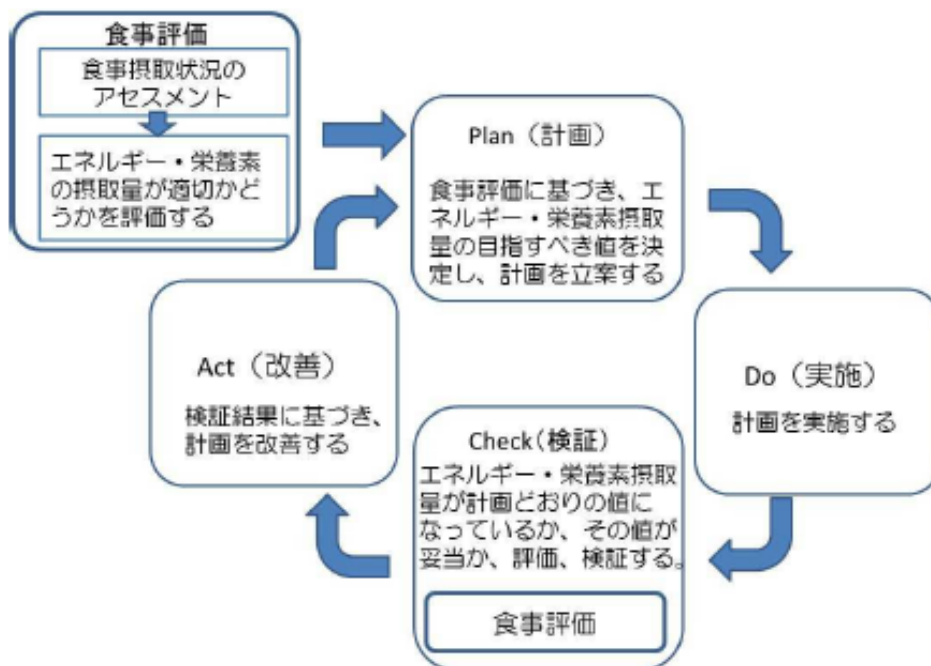 食事評価
食事摂取状況の
アセスメント
エネルギー・栄養素
の摂取量が適切かど
うかを評価する
Plan（計画）
食事評価に基づき、エ
ネルギー・栄養素摂取
量の目指すべき値を決
定し、計画を立案する
Do（実施）
計画を実施する
Check(検証)
エネルギー・栄養素摂取
量が計画どおりの値に
なっているか、その値が
妥当か、評価、検証する。
食事評価
Act（改善）
検証結果に基づき、
計画を改善する